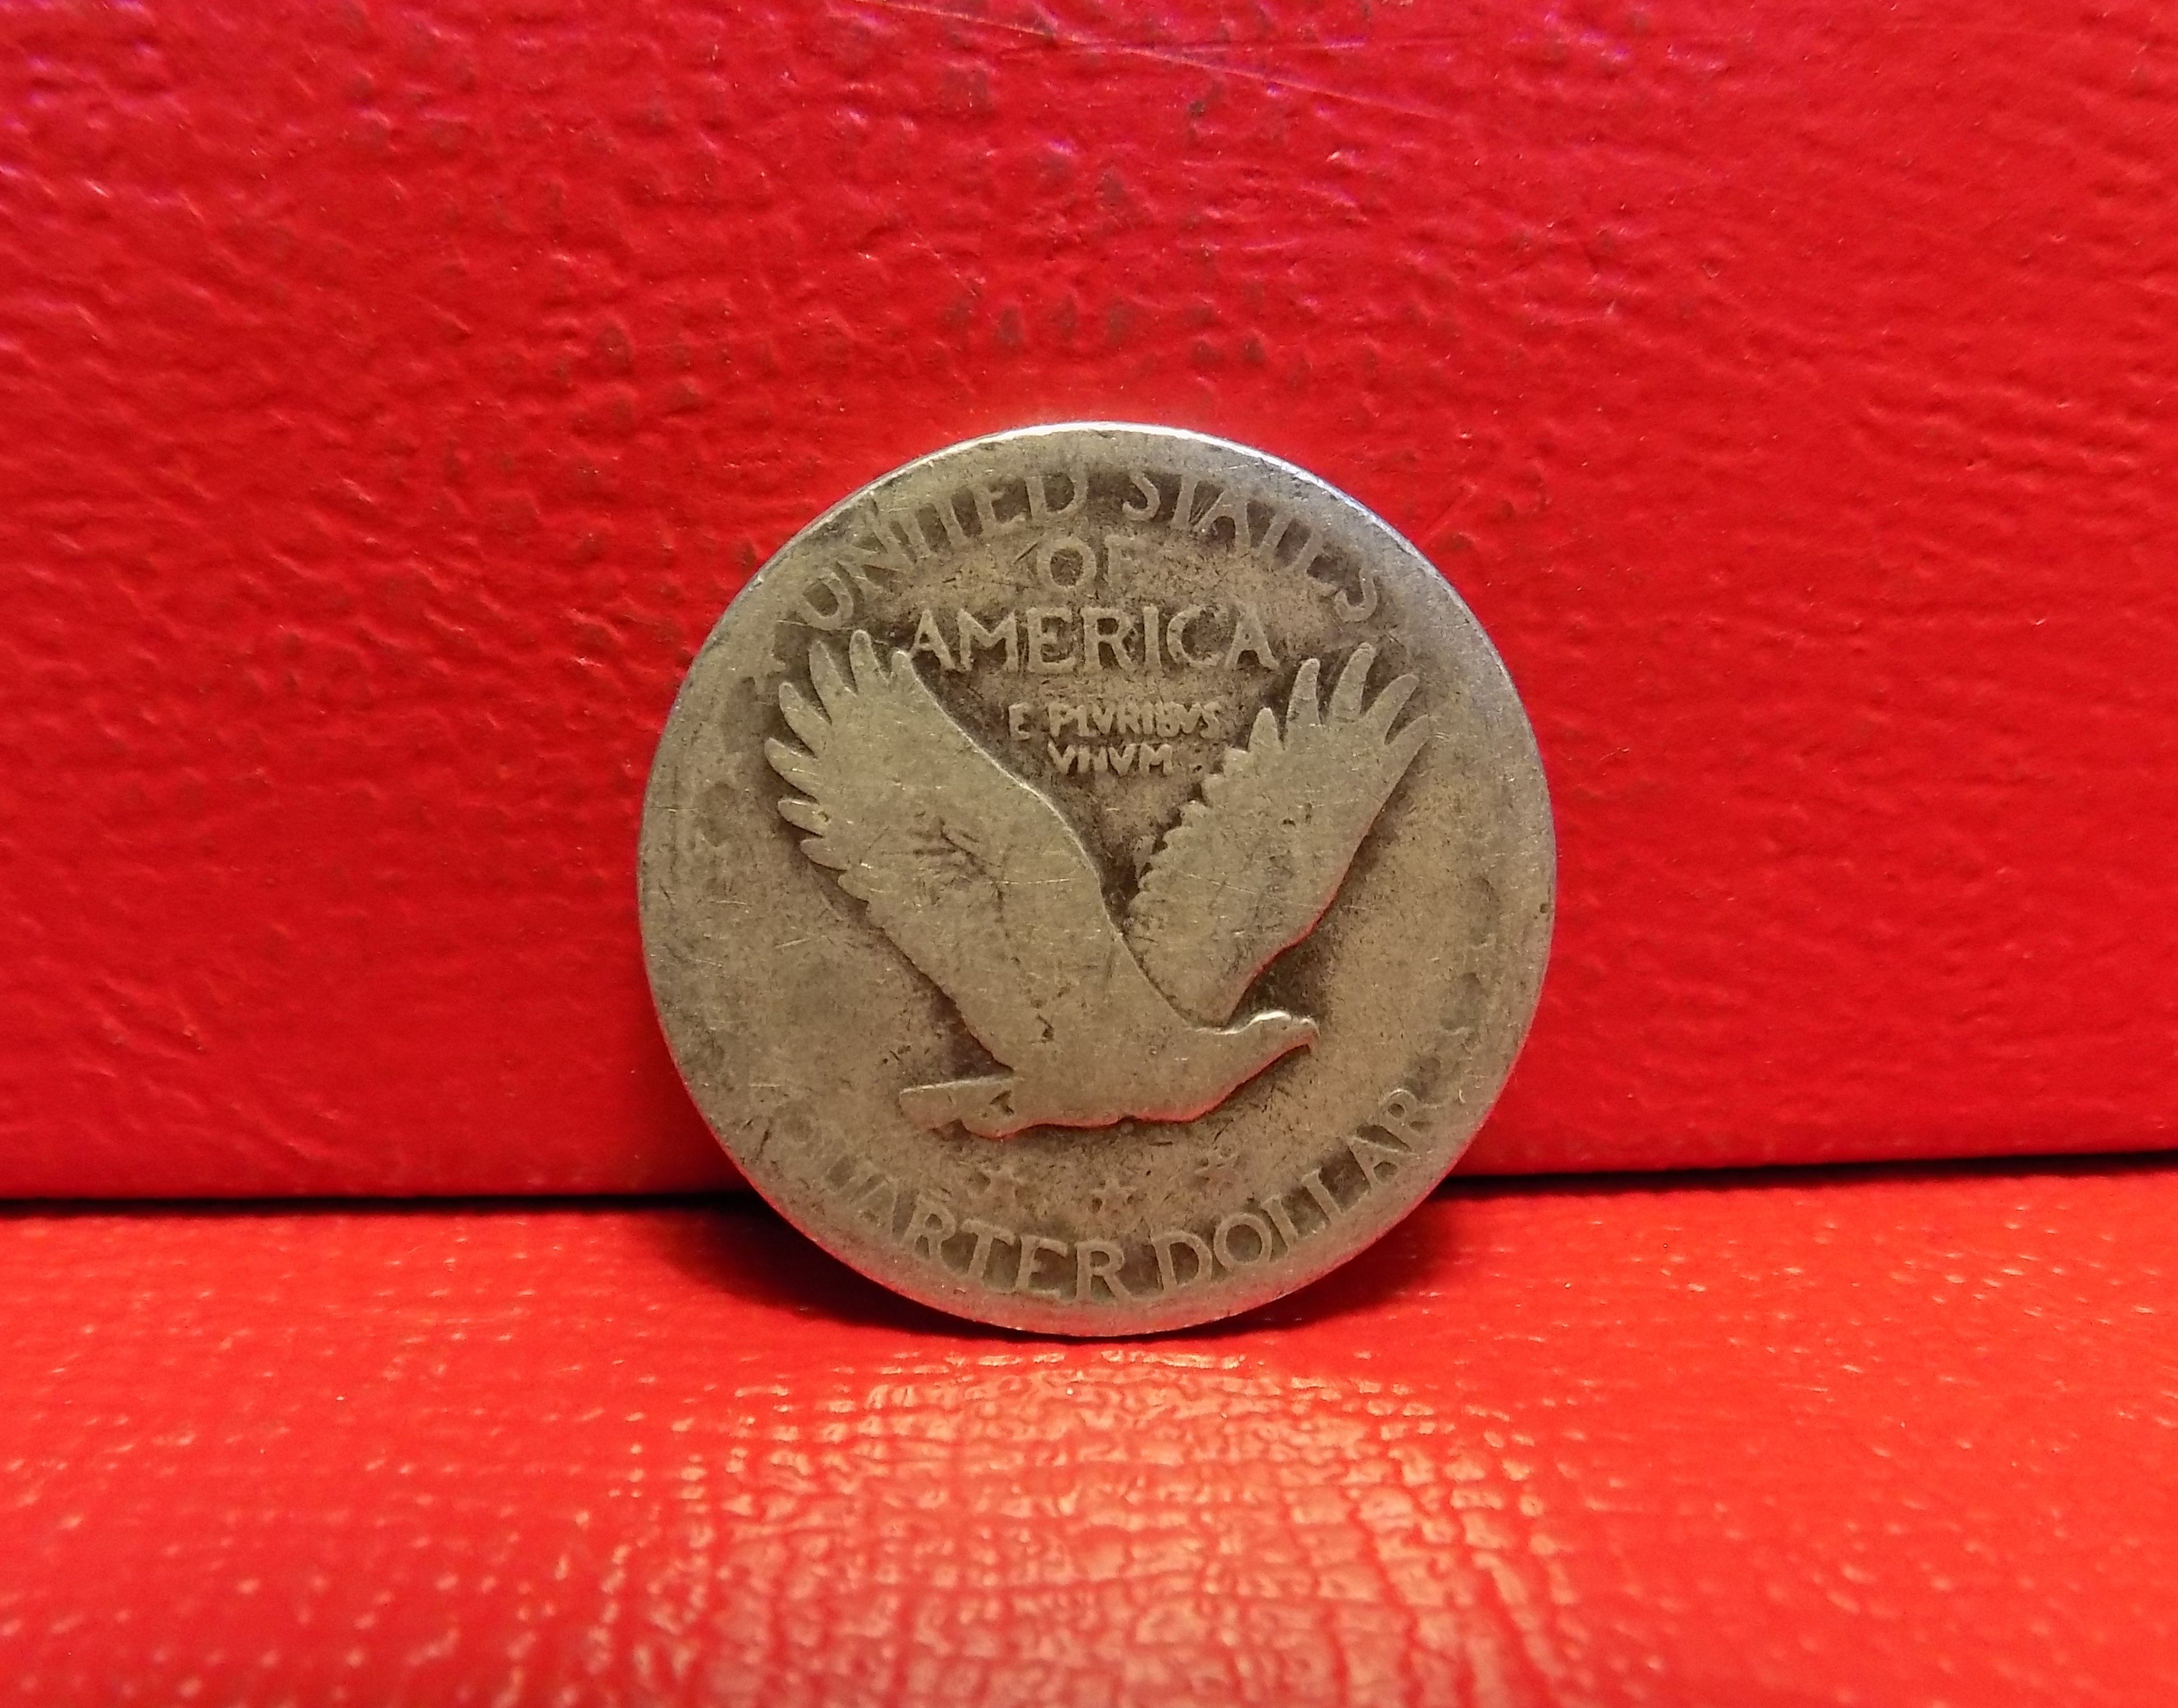 UNITED STATES
OF
AMERICA
E PLVRIBVS
VNVM
QUARTER DOLLAR